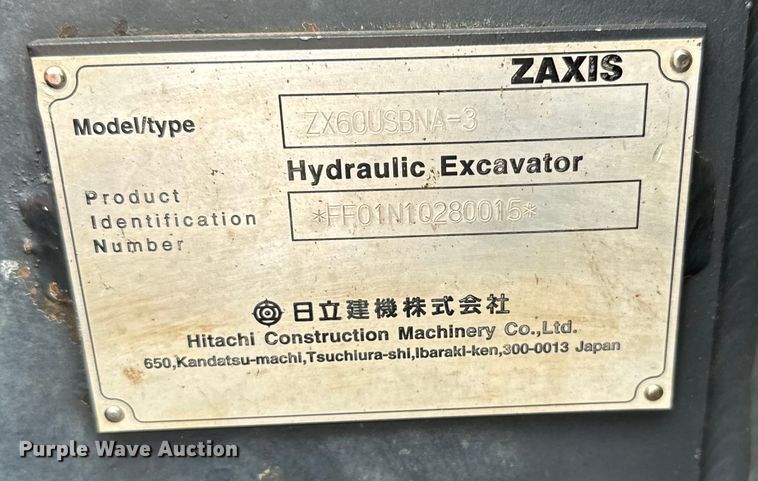 ZAXIS
Model/type ZX60USBNA-3
Hydraulic Excavator
Product
Identification
Number
*FF01N1Q280015*
日立建機株式会社
Hitachi Construction Machinery Co.,Ltd.
650,Kandatsu-machi,Tsuchiura-shi,Ibaraki-ken,300-0013 Japan
Purple Wave Auction